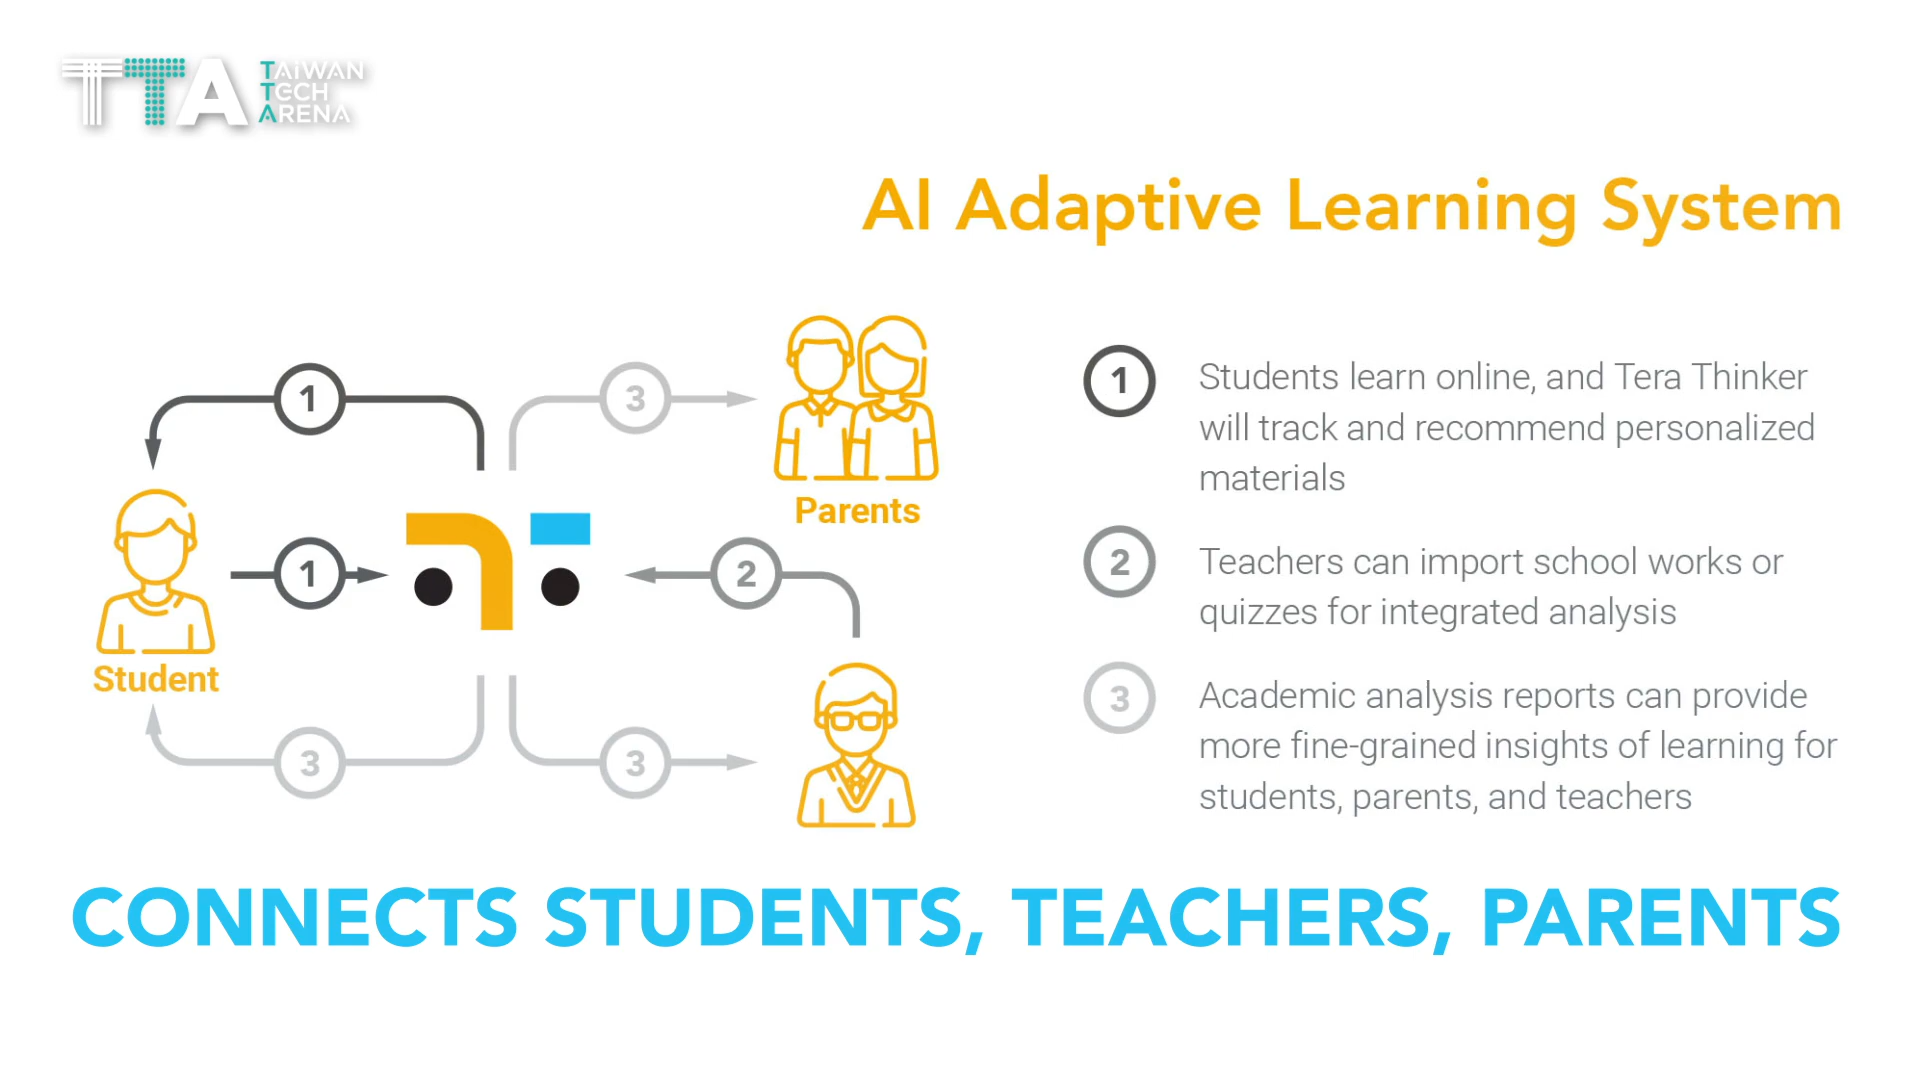 TTA TAiWAN
TECH
ARENA
AI Adaptive Learning System
1
3
Parents
1
2
Student
3
3
1 Students learn online, and Tera Thinker
will track and recommend personalized
materials
2 Teachers can import school works or
quizzes for integrated analysis
3 Academic analysis reports can provide
more fine-grained insights of learning for
students, parents, and teachers
CONNECTS STUDENTS, TEACHERS, PARENTS